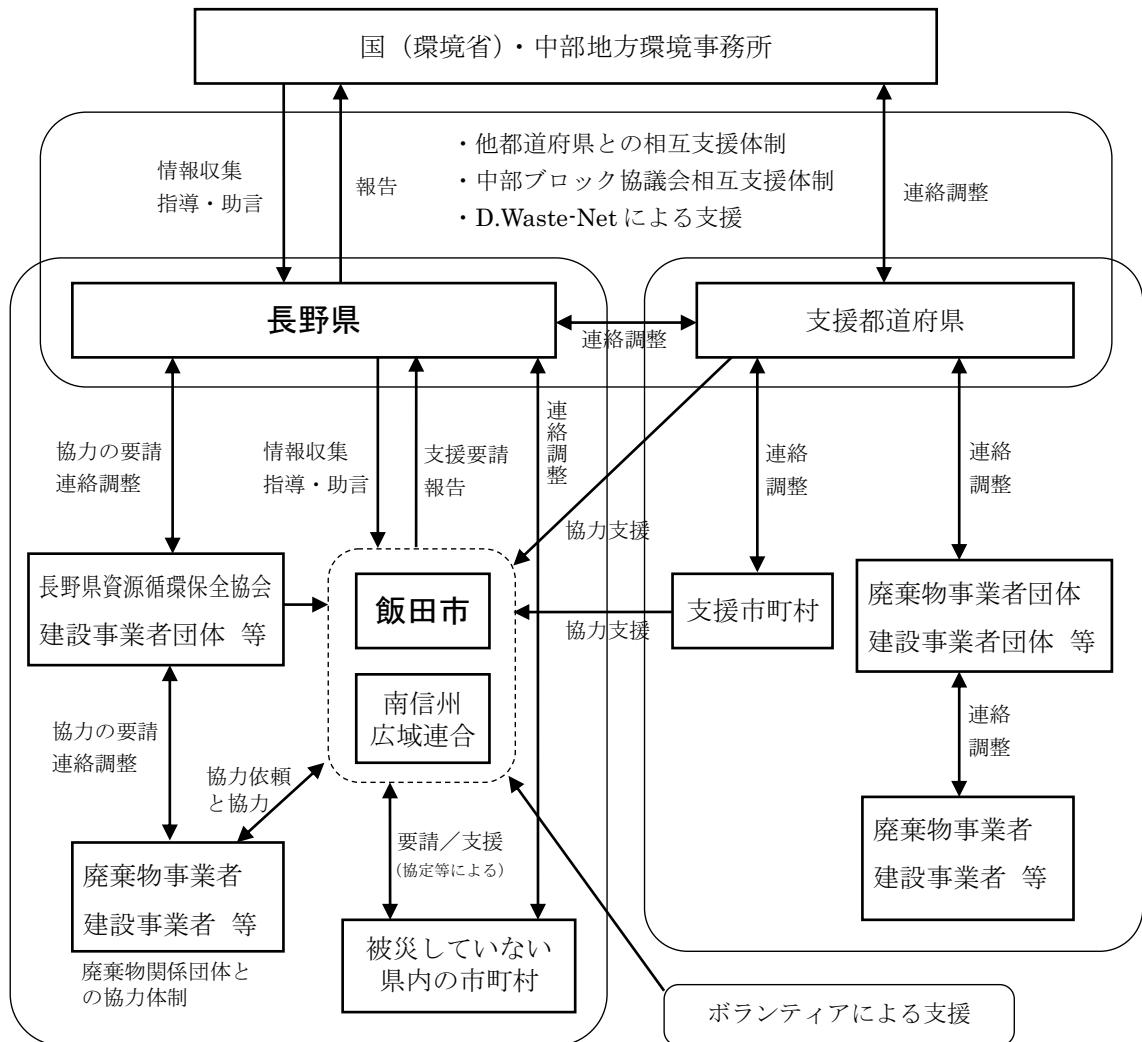 国（環境省）・中部地方環境事務所
情報収集
指導・助言
報告
・他都道府県との相互支援体制
・中部ブロック協議会相互支援体制
・D.Waste-Net による支援
連絡調整
長野県
連絡調整
支援都道府県
協力の要請
連絡調整
情報収集
指導・助言
支援要請
報告
連絡調整
連絡
調整
連絡
調整
協力支援
長野県資源循環保全協会
建設事業者団体 等
飯田市
協力支援
支援市町村
廃棄物事業者団体
建設事業者団体 等
南信州
広域連合
協力の要請
連絡調整
連絡
調整
協力依頼
と協力
要請／支援
（協定等による）
廃棄物事業者
建設事業者 等
廃棄物事業者
建設事業者 等
被災していない
県内の市町村
廃棄物関係団体と
の協力体制
ボランティアによる支援